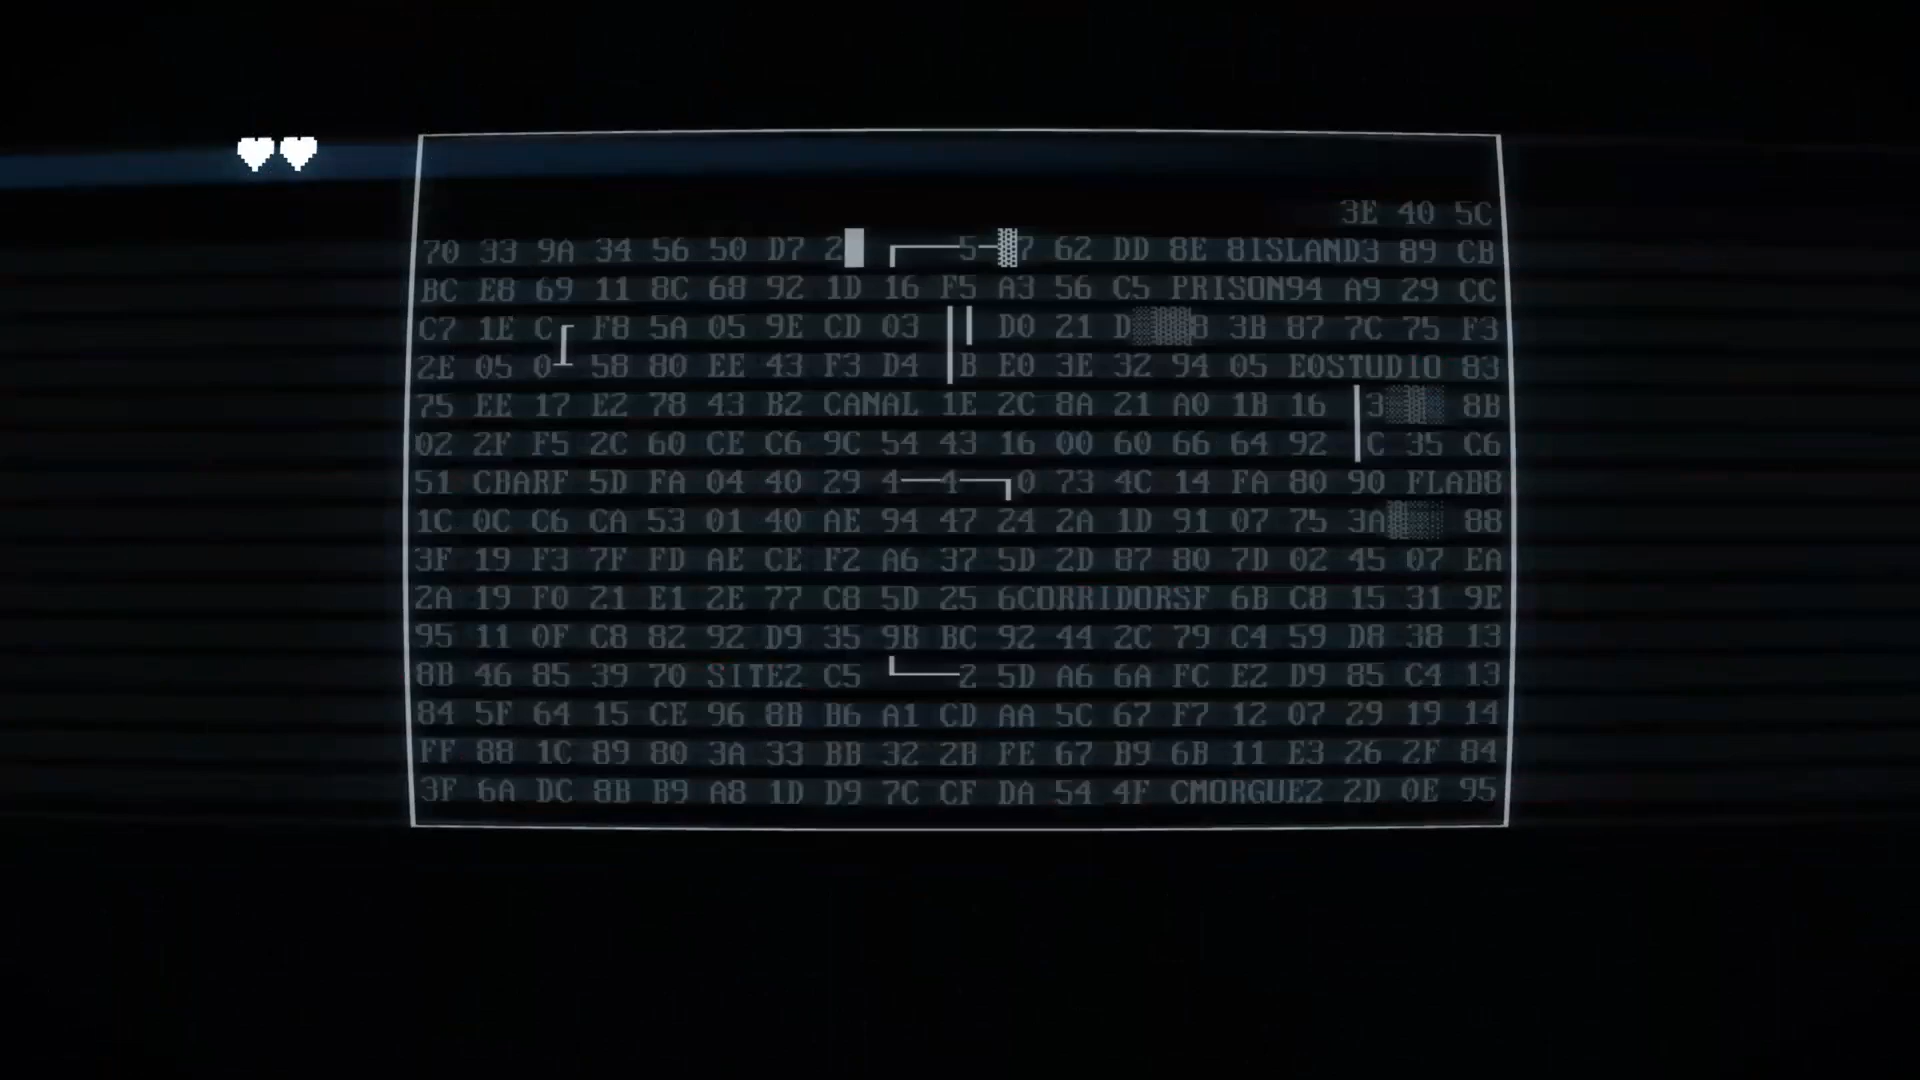 3E 40 5C
70 33 9A 34 56 50 D7 2 5 7 62 DD 8E 8ISLAND3 89 CB
BC E8 69 11 8C 68 92 1D 16 F5 A3 56 C5 PRISON94 A9 29 CC
C7 1E C F8 5A 05 9E CD 03 D0 21 D 8 3B 87 7C 75 F3
2E 05 0 58 80 EE 43 F3 D4 B E0 3E 32 94 05 E0STUDIO 83
75 EE 17 E2 78 43 B2 CANAL 1E 2C 8A 21 A0 1B 16 3 8B
02 2F F5 2C 60 CE C6 9C 54 43 16 00 60 66 64 92 C 35 C6
51 CBARF 5D FA 04 40 29 4 4 0 73 4C 14 FA 80 90 FLAB8
1C 0C C6 CA 53 01 40 AE 94 47 24 2A 1D 91 07 75 3A 88
3F 19 F3 7F FD AE CE F2 A6 37 5D 2D 87 80 7D 02 45 07 EA
2A 19 F0 21 E1 2E 77 C8 5D 25 6CORRIDORSF 6B C8 15 31 9E
95 11 0F C8 82 92 D9 35 9B BC 92 44 2C 79 C4 59 D8 38 13
8B 46 85 39 70 SITE2 C5 2 5D A6 6A FC E2 D9 85 C4 13
84 5F 64 15 CE 96 8B B6 A1 CD AA 5C 67 F7 12 07 29 19 14
FF 88 1C 89 80 3A 33 BB 32 2B FE 67 B9 6B 11 E3 26 2F 84
3F 6A DC 8B B9 A8 1D D9 7C CF DA 54 4F CMORGUE2 2D 0E 95